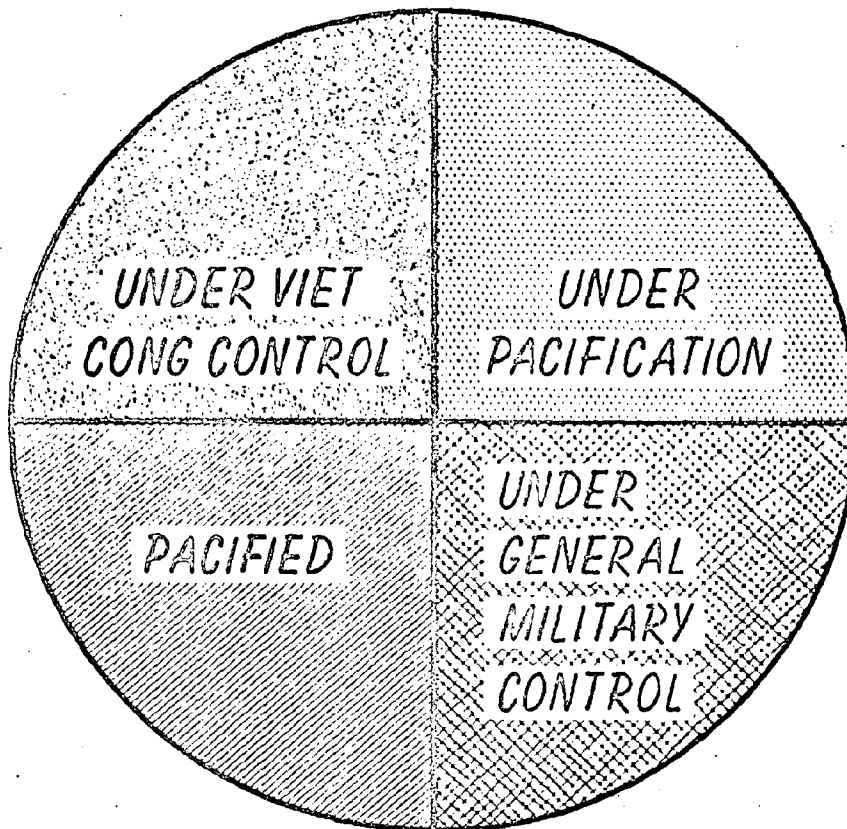 UNDER VIET
CONG CONTROL
UNDER
PACIFICATION
PACIFIED
UNDER
GENERAL
MILITARY
CONTROL